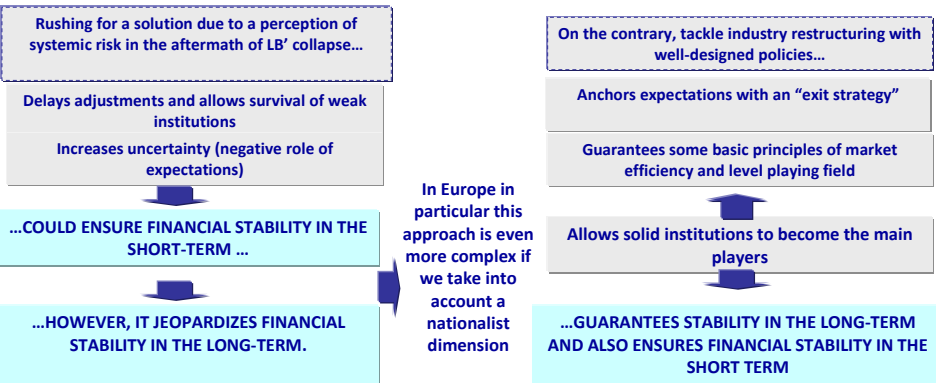 Rushing for a solution due to a perception of
systemic risk in the aftermath of LB’ collapse…
Delays adjustments and allows survival of weak
institutions
Increases uncertainty (negative role of
expectations)
…COULD ENSURE FINANCIAL STABILITY IN THE
SHORT-TERM …
…HOWEVER, IT JEOPARDIZES FINANCIAL
STABILITY IN THE LONG-TERM.
In Europe in
particular this
approach is even
more complex if
we take into
account a
nationalist
dimension
On the contrary, tackle industry restructuring with
well-designed policies…
Anchors expectations with an “exit strategy”
Guarantees some basic principles of market
efficiency and level playing field
Allows solid institutions to become the main
players
…GUARANTEES STABILITY IN THE LONG-TERM
AND ALSO ENSURES FINANCIAL STABILITY IN THE
SHORT TERM